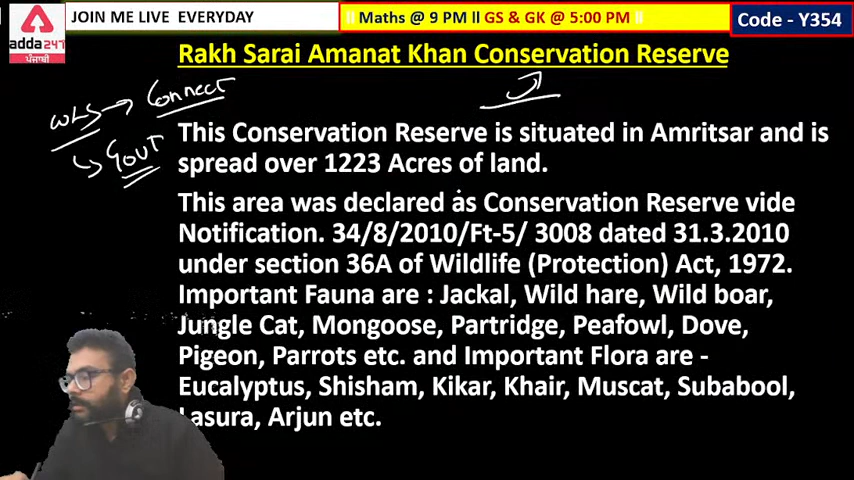 JOIN ME LIVE EVERYDAY
|| Maths @ 9 PM || GS & GK @ 5:00 PM ||
Code - Y354
adda247
ਪੰਜਾਬੀ
Rakh Sarai Amanat Khan Conservation Reserve
WLS → Connect
↳ Govt
This Conservation Reserve is situated in Amritsar and is
spread over 1223 Acres of land.
This area was declared as Conservation Reserve vide
Notification. 34/8/2010/Ft-5/ 3008 dated 31.3.2010
under section 36A of Wildlife (Protection) Act, 1972.
Important Fauna are : Jackal, Wild hare, Wild boar,
Jungle Cat, Mongoose, Partridge, Peafowl, Dove,
Pigeon, Parrots etc. and Important Flora are -
Eucalyptus, Shisham, Kikar, Khair, Muscat, Subabool,
Lasura, Arjun etc.